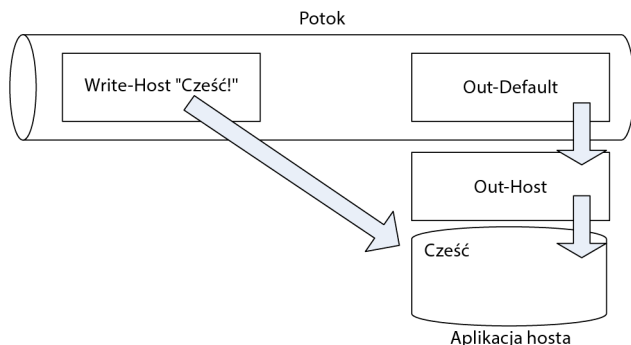 Potok
Write-Host "Cześć!"
Out-Default
Out-Host
Cześć
Aplikacja hosta